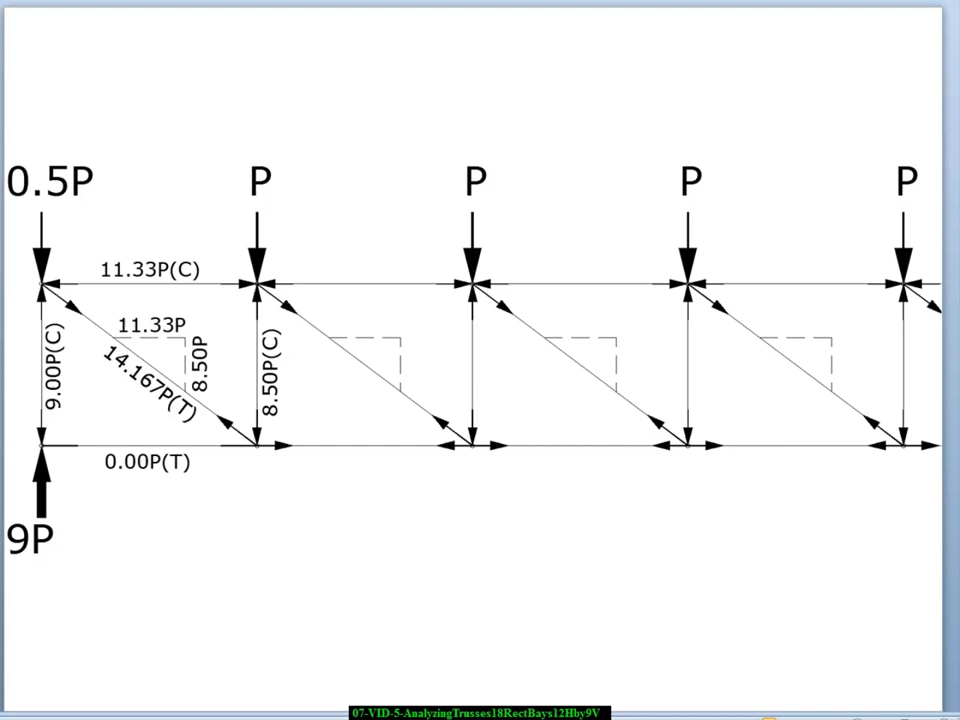 0.5P P P P P
11.33P(C)
11.33P
8.50P
14.167P(T)
9.00P(C)
8.50P(C)
0.00P(T)
9P
07-VID-5-AnalyzingTrusses18RectBays12Hby9V